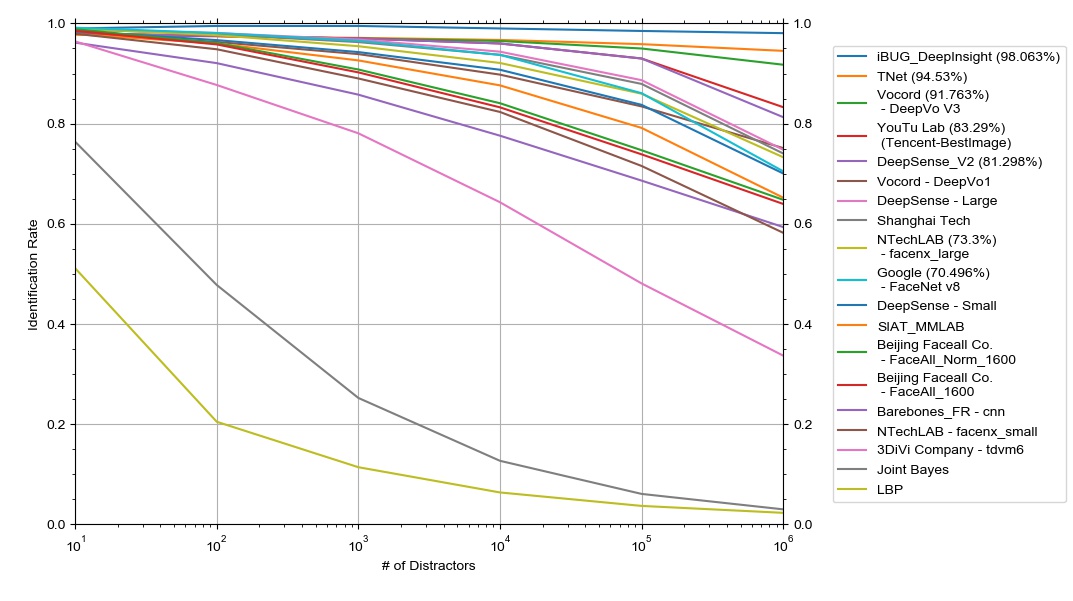 1.0
0.8
0.6
0.4
0.2
0.0
Identification Rate
1.0
0.8
0.6
0.4
0.2
0.0
10^1 10^2 10^3 10^4 10^5 10^6
# of Distractors
iBUG_DeepInsight (98.063%)
TNet (94.53%)
Vocord (91.763%)
- DeepVo V3
YouTu Lab (83.29%)
(Tencent-BestImage)
DeepSense_V2 (81.298%)
Vocord - DeepVo1
DeepSense - Large
Shanghai Tech
NTechLAB (73.3%)
- facenx_large
Google (70.496%)
- FaceNet v8
DeepSense - Small
SIAT_MMLAB
Beijing Faceall Co.
- FaceAll_Norm_1600
Beijing Faceall Co.
- FaceAll_1600
Barebones_FR - cnn
NTechLAB - facenx_small
3DiVi Company - tdvm6
Joint Bayes
LBP